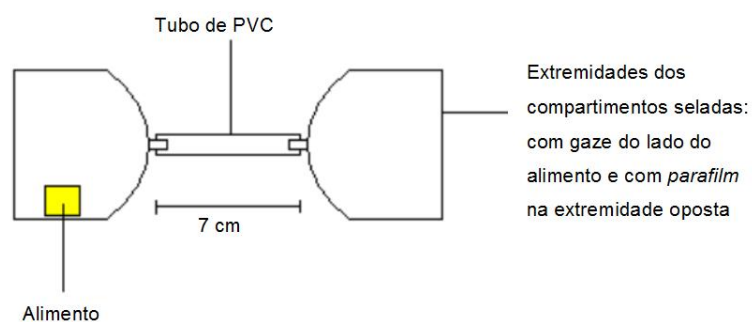 Tubo de PVC
Extremidades dos
compartimentos seladas:
com gaze do lado do
alimento e com parafilm
na extremidade oposta
7 cm
Alimento